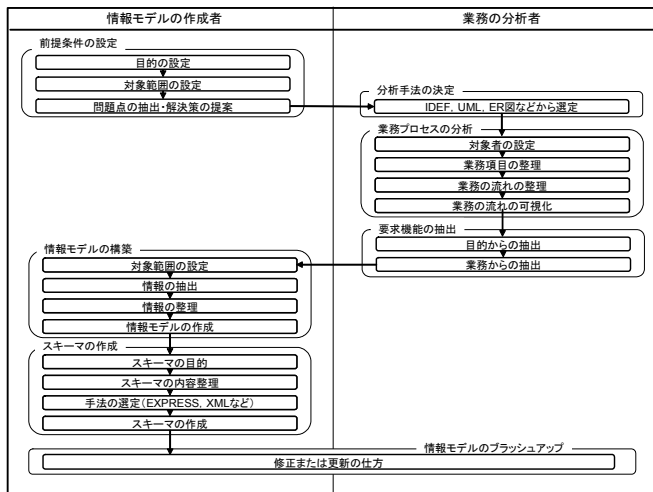 情報モデルの作成者
業務の分析者
前提条件の設定
目的の設定
対象範囲の設定
問題点の抽出・解決策の提案
分析手法の決定
IDEF, UML, ER図などから選定
業務プロセスの分析
対象者の設定
業務項目の整理
業務の流れの整理
業務の流れの可視化
要求機能の抽出
目的からの抽出
業務からの抽出
情報モデルの構築
対象範囲の設定
情報の抽出
情報の整理
情報モデルの作成
スキーマの作成
スキーマの目的
スキーマの内容整理
手法の選定(EXPRESS, XMLなど)
スキーマの作成
情報モデルのブラッシュアップ
修正または更新の仕方